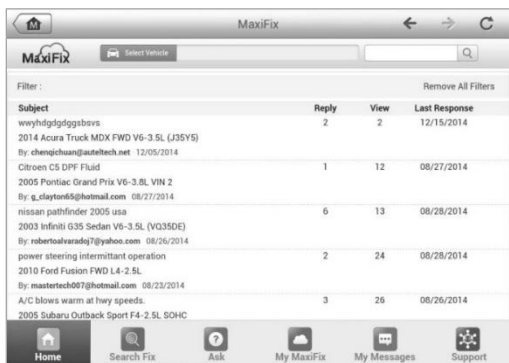 MaxiFix
MaxiFix
Select Vehicle
Filter :
Remove All Filters
Subject Reply View Last Response
wwyhdgdgdggsbsvs 2 2 12/15/2014
2014 Acura Truck MDX FWD V6-3.5L (J35Y5)
By: chenqichuan@auteltech.net 12/05/2014
Citroen C5 DPF Fluid 1 12 08/27/2014
2005 Pontiac Grand Prix V6-3.8L VIN 2
By: g_clayton65@hotmail.com 08/27/2014
nissan pathfinder 2005 usa 6 13 08/28/2014
2003 Infiniti G35 Sedan V6-3.5L (VQ35DE)
By: robertoalvaradoj7@yahoo.com 08/26/2014
power steering intermittant operation 2 24 08/28/2014
2010 Ford Fusion FWD L4-2.5L
By: mastertech007@hotmail.com 08/23/2014
A/C blows warm at hwy speeds. 3 26 08/26/2014
2005 Subaru Outback Sport F4-2.5L SOHC
Home Search Fix Ask My MaxiFix My Messages Support